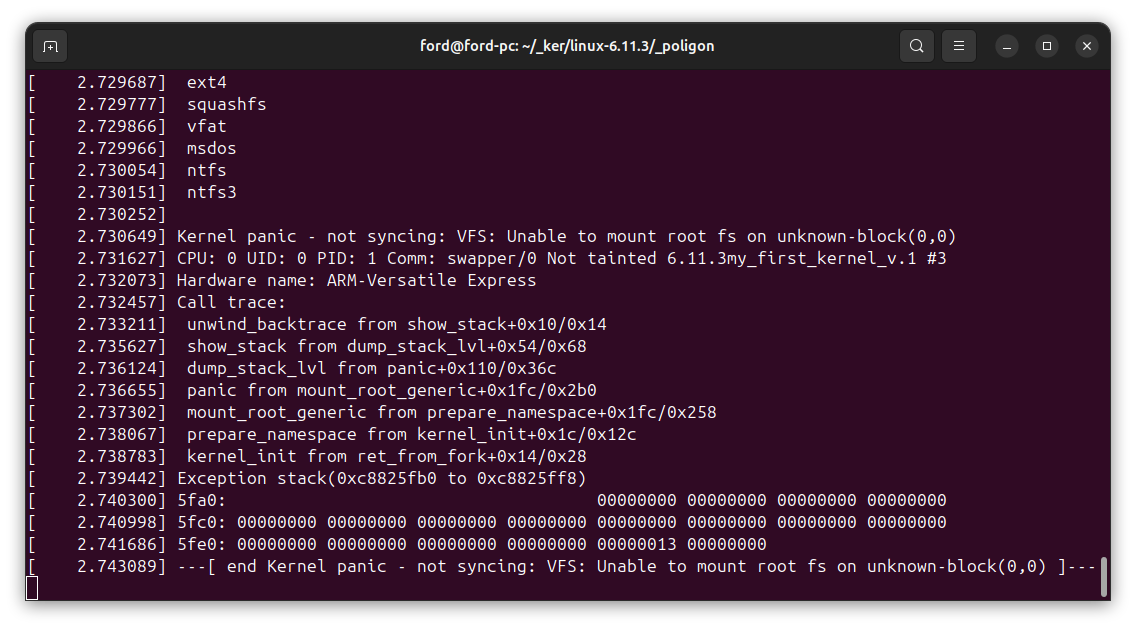 ford@ford-pc: ~/_ker/linux-6.11.3/_poligon
[    2.729687]  ext4
[    2.729777]  squashfs
[    2.729866]  vfat
[    2.729966]  msdos
[    2.730054]  ntfs
[    2.730151]  ntfs3
[    2.730252]
[    2.730649] Kernel panic - not syncing: VFS: Unable to mount root fs on unknown-block(0,0)
[    2.731627] CPU: 0 UID: 0 PID: 1 Comm: swapper/0 Not tainted 6.11.3my_first_kernel_v.1 #3
[    2.732073] Hardware name: ARM-Versatile Express
[    2.732457] Call trace:
[    2.733211]  unwind_backtrace from show_stack+0x10/0x14
[    2.735627]  show_stack from dump_stack_lvl+0x54/0x68
[    2.736124]  dump_stack_lvl from panic+0x110/0x36c
[    2.736655]  panic from mount_root_generic+0x1fc/0x2b0
[    2.737302]  mount_root_generic from prepare_namespace+0x1fc/0x258
[    2.738067]  prepare_namespace from kernel_init+0x1c/0x12c
[    2.738783]  kernel_init from ret_from_fork+0x14/0x28
[    2.739442] Exception stack(0xc8825fb0 to 0xc8825ff8)
[    2.740300] 5fa0:                                     00000000 00000000 00000000 00000000
[    2.740998] 5fc0: 00000000 00000000 00000000 00000000 00000000 00000000 00000000 00000000
[    2.741686] 5fe0: 00000000 00000000 00000000 00000000 00000013 00000000
[    2.743089] ---[ end Kernel panic - not syncing: VFS: Unable to mount root fs on unknown-block(0,0) ]---